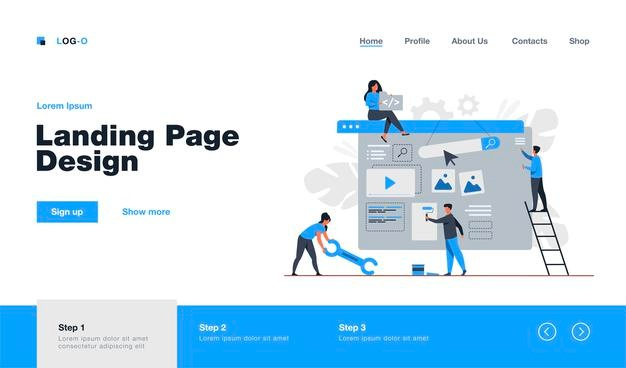 LOG-O
Home Profile About Us Contacts Shop
</>
Lorem Ipsum
Landing Page
Design
Sign up Show more
Step 1 Step 2 Step 3
Lorem ipsum dolor sit amet Lorem ipsum dolor sit amet Lorem ipsum dolor sit amet
consectetur adipiscing elit